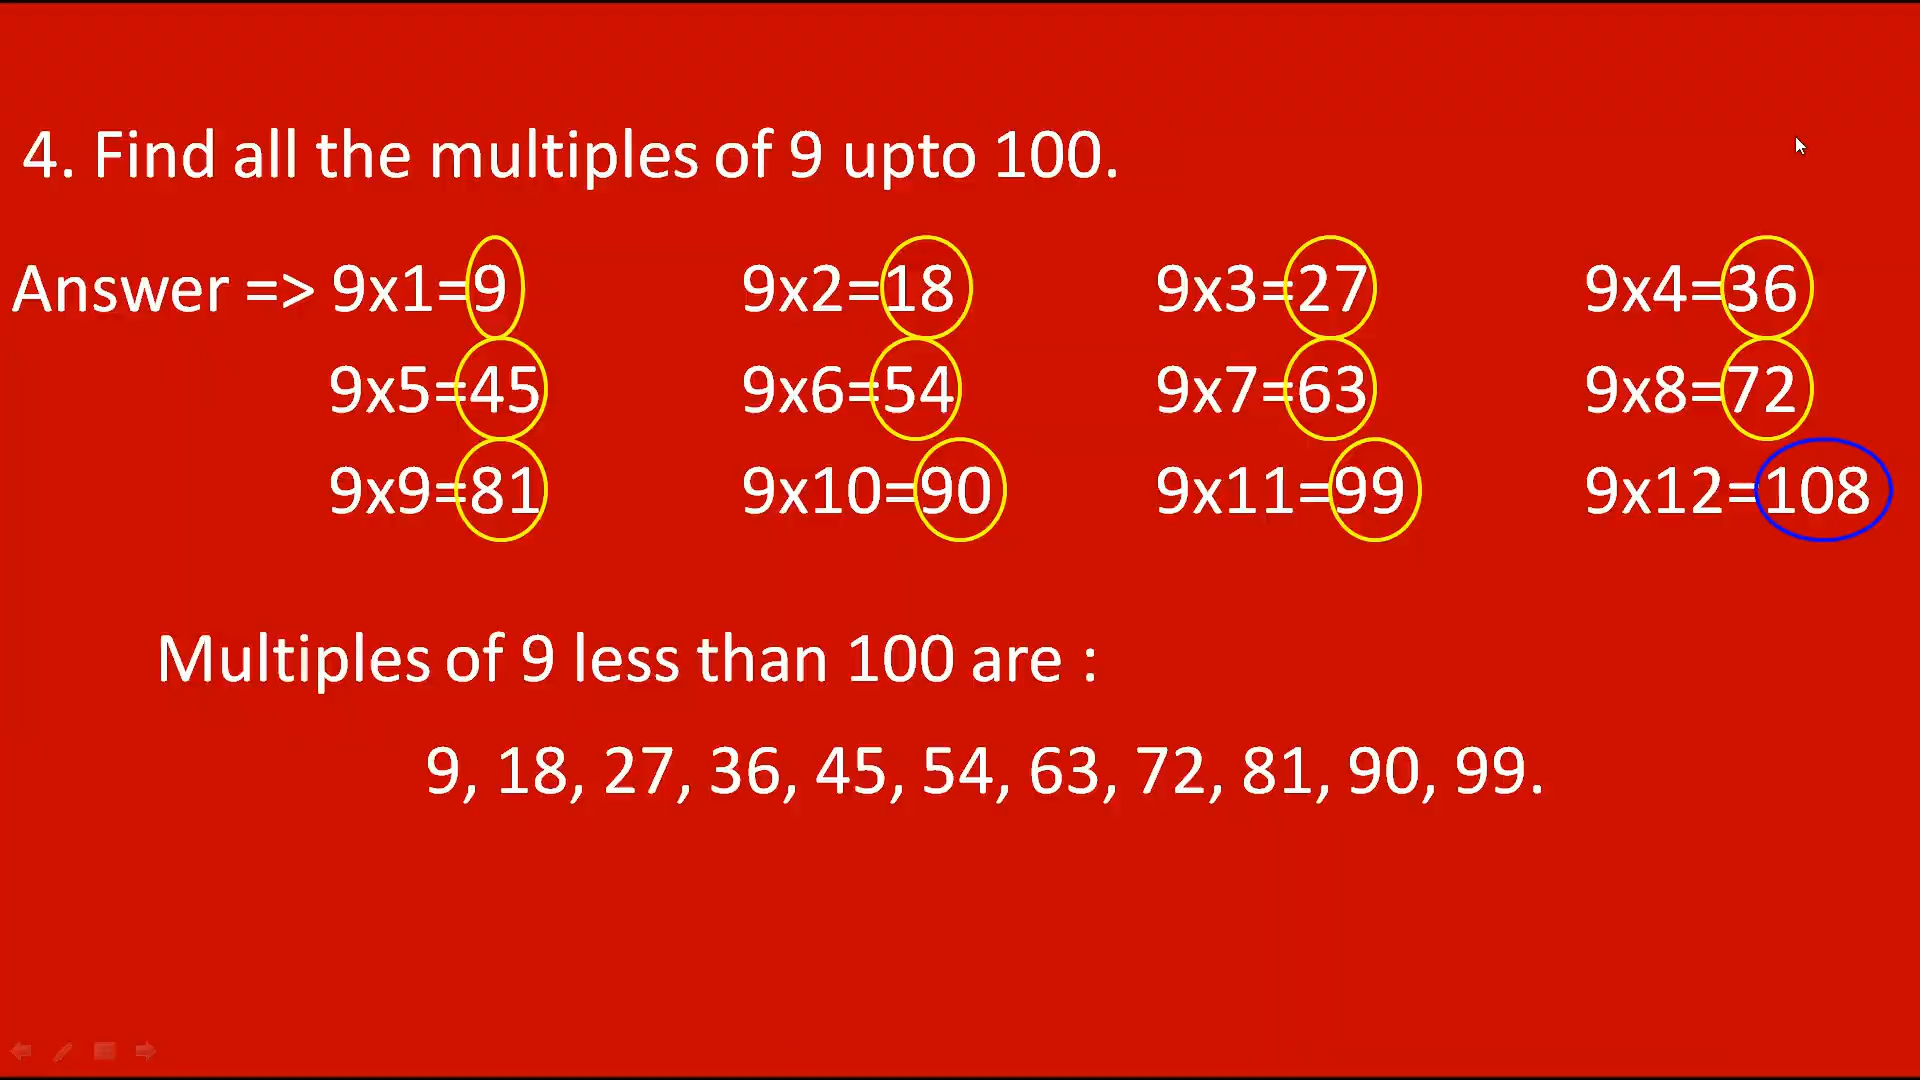 4. Find all the multiples of 9 upto 100.
Answer => 9x1=9 9x2=18 9x3=27 9x4=36
9x5=45 9x6=54 9x7=63 9x8=72
9x9=81 9x10=90 9x11=99 9x12=108
Multiples of 9 less than 100 are :
9, 18, 27, 36, 45, 54, 63, 72, 81, 90, 99.